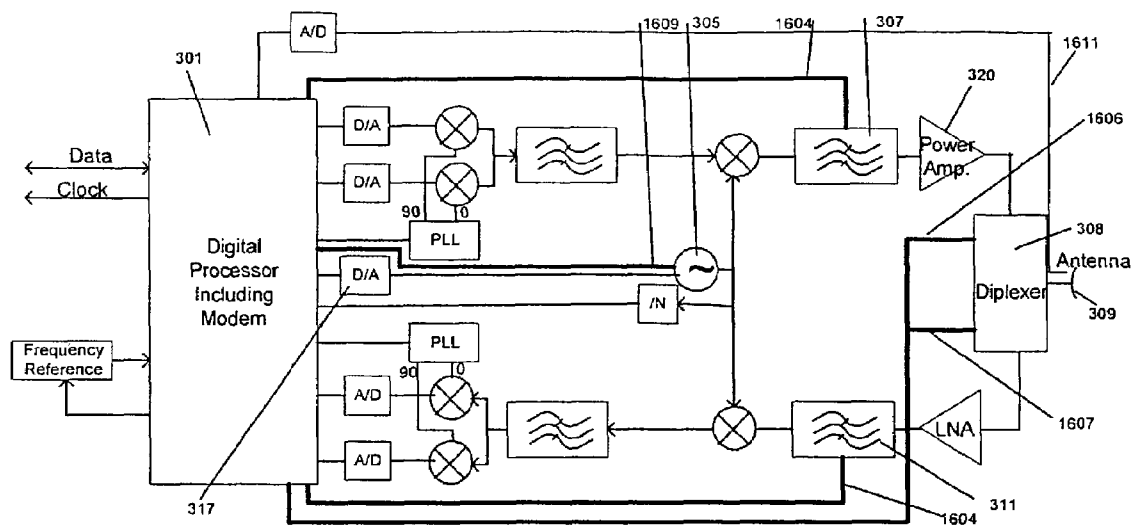 1609
305
1604
307
A/D
301
320
1611
1606
D/A
Power
Amp.
Data
D/A
Clock
90
0
PLL
308
Digital
Processor
Including
Modem
D/A
~
Antenna
Diplexer
/N
309
Frequency
Reference
PLL
90
0
A/D
LNA
1607
A/D
317
1604
311